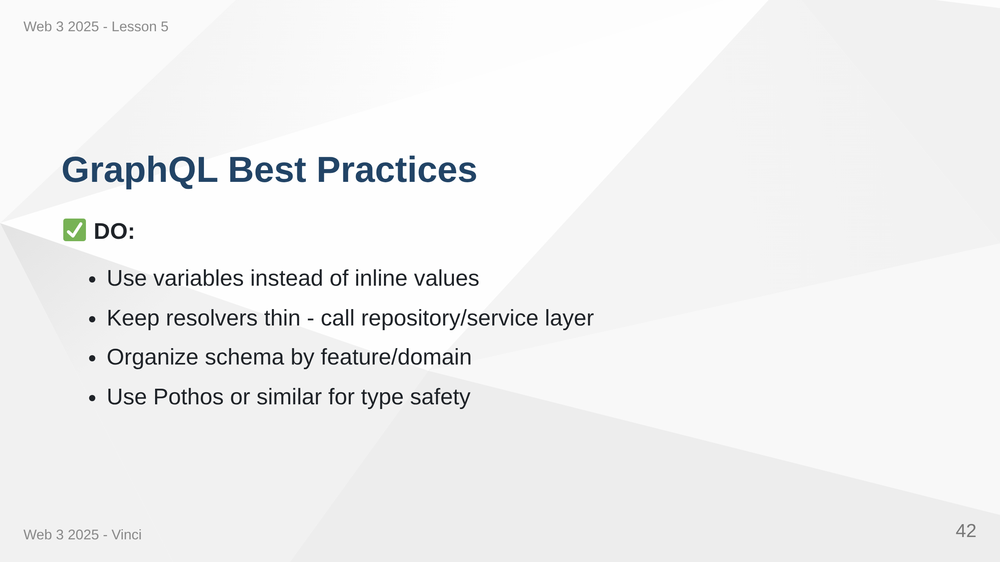 Web 3 2025 - Lesson 5
GraphQL Best Practices
✅ DO:
• Use variables instead of inline values
• Keep resolvers thin - call repository/service layer
• Organize schema by feature/domain
• Use Pothos or similar for type safety
Web 3 2025 - Vinci
42